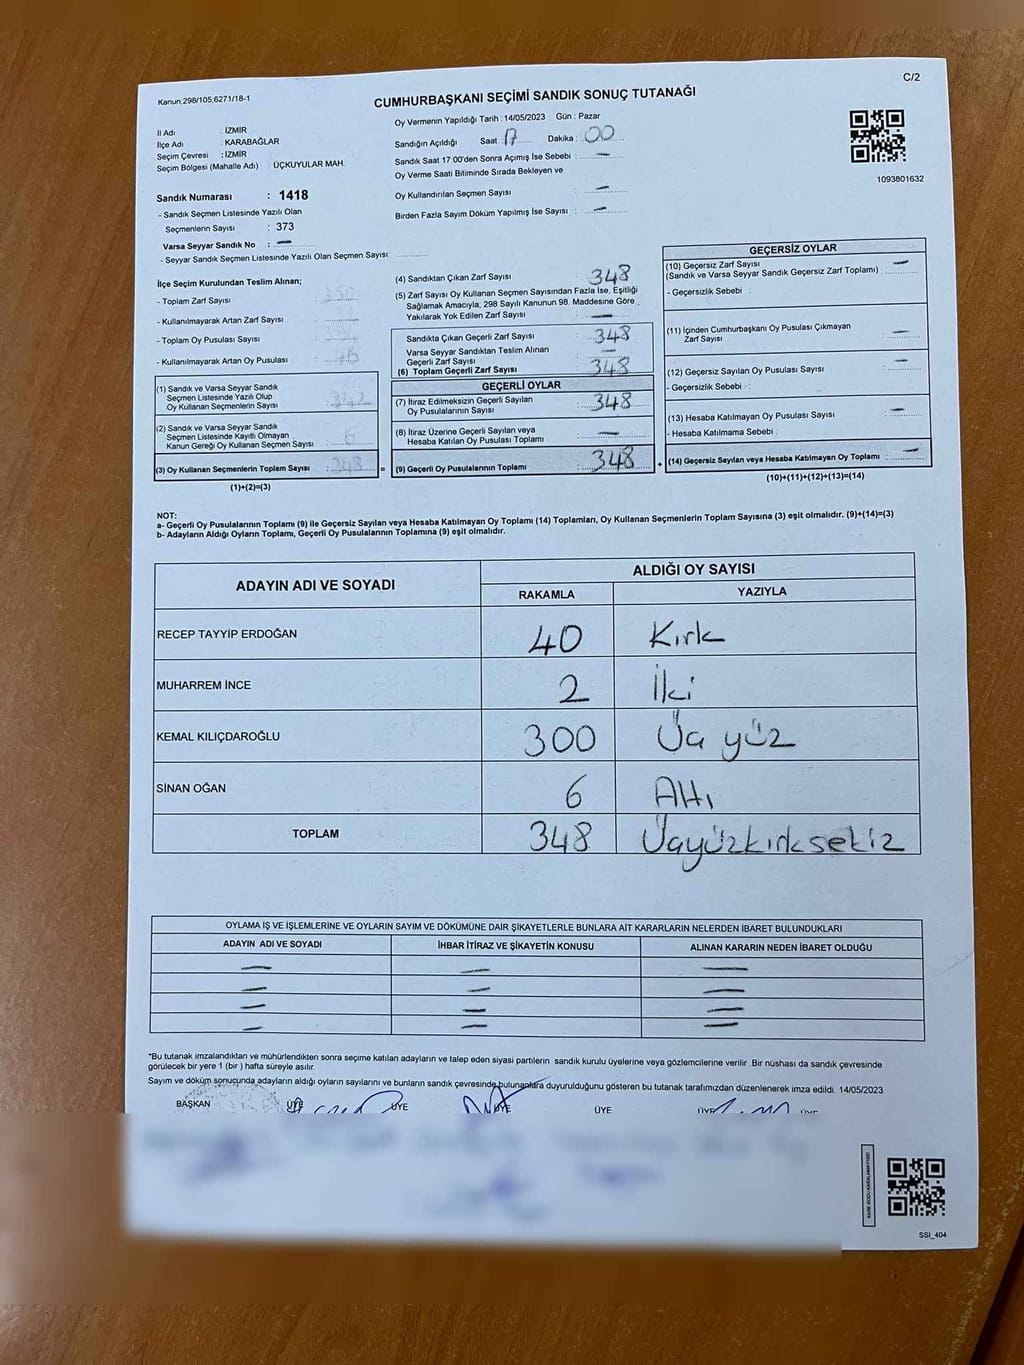 Kanun,298/105;6271/18-1
C/2
CUMHURBAŞKANI SEÇİMİ SANDIK SONUÇ TUTANAĞI
İl Adı : İZMİR
İlçe Adı : KARABAĞLAR
Seçim Çevresi : İZMİR
Seçim Bölgesi (Mahalle Adı) : ÜÇKUYULAR MAH.
Sandık Numarası : 1418
- Sandık Seçmen Listesinde Yazılı Olan
Seçmenlerin Sayısı : 373
Varsa Seyyar Sandık No : —
- Seyyar Sandık Seçmen Listesinde Yazılı Olan Seçmen Sayısı:
Oy Vermenin Yapıldığı Tarih : 14/05/2023 Gün : Pazar
Sandığın Açıldığı Saat : 17 Dakika : 00
Sandık Saat 17:00'den Sonra Açımış İse Sebebi : —
Oy Verme Saati Bitiminde Sırada Bekleyen ve
Oy Kullandırılan Seçmen Sayısı : —
Birden Fazla Sayım Döküm Yapılmış İse Sayısı : —
1093801632
İlçe Seçim Kurulundan Teslim Alınan;
- Toplam Zarf Sayısı :
- Kullanılmayarak Artan Zarf Sayısı :
- Toplam Oy Pusulası Sayısı :
- Kullanılmayarak Artan Oy Pusulası :
(1) Sandık ve Varsa Seyyar Sandık
Seçmen Listesinde Yazılı Olup
Oy Kullanan Seçmenlerin Sayısı :
(2) Sandık ve Varsa Seyyar Sandık
Seçmen Listesinde Kayıtlı Olmayan
Kanun Gereği Oy Kullanan Seçmen Sayısı : 6
(3) Oy Kullanan Seçmenlerin Toplam Sayısı : 348 =
(1)+(2)=(3)
(4) Sandıktan Çıkan Zarf Sayısı : 348
(5) Zarf Sayısı Oy Kullanan Seçmen Sayısından Fazla İse, Eşitliği
Sağlamak Amacıyla, 298 Sayılı Kanunun 98. Maddesine Göre
Yakılarak Yok Edilen Zarf Sayısı : —
Sandıkta Çıkan Geçerli Zarf Sayısı : 348
Varsa Seyyar Sandıktan Teslim Alınan
Geçerli Zarf Sayısı : —
(6) Toplam Geçerli Zarf Sayısı : 348
GEÇERLİ OYLAR
(7) İtiraz Edilmeksizin Geçerli Sayılan
Oy Pusulalarının Sayısı : 348
(8) İtiraz Üzerine Geçerli Sayılan veya
Hesaba Katılan Oy Pusulası Toplamı : —
(9) Geçerli Oy Pusulalarının Toplamı : 348 +
GEÇERSİZ OYLAR
(10) Geçersiz Zarf Sayısı
(Sandık ve Varsa Seyyar Sandık Geçersiz Zarf Toplamı) : —
- Geçersizlik Sebebi :
(11) İçinden Cumhurbaşkanı Oy Pusulası Çıkmayan
Zarf Sayısı : —
(12) Geçersiz Sayılan Oy Pusulası Sayısı : —
- Geçersizlik Sebebi :
(13) Hesaba Katılmayan Oy Pusulası Sayısı : —
- Hesaba Katılmama Sebebi :
(14) Geçersiz Sayılan veya Hesaba Katılmayan Oy Toplamı : —
(10)+(11)+(12)+(13)=(14)
NOT:
a- Geçerli Oy Pusulalarının Toplamı (9) ile Geçersiz Sayılan veya Hesaba Katılmayan Oy Toplamı (14) Toplamları, Oy Kullanan Seçmenlerin Toplam Sayısına (3) eşit olmalıdır. (9)+(14)=(3)
b- Adayların Aldığı Oyların Toplamı, Geçerli Oy Pusulalarının Toplamına (9) eşit olmalıdır.
ADAYIN ADI VE SOYADI
ALDIĞI OY SAYISI
RAKAMLA YAZIYLA
RECEP TAYYİP ERDOĞAN 40 Kırk
MUHARREM İNCE 2 İki
KEMAL KILIÇDAROĞLU 300 Üç yüz
SİNAN OĞAN 6 Altı
TOPLAM 348 Üçyüzkırksekiz
OYLAMA İŞ VE İŞLEMLERİNE VE OYLARIN SAYIM VE DÖKÜMÜNE DAİR ŞİKAYETLERLE BUNLARA AİT KARARLARIN NELERDEN İBARET BULUNDUKLARI
ADAYIN ADI VE SOYADI İHBAR İTİRAZ VE ŞİKAYETİN KONUSU ALINAN KARARIN NEDEN İBARET OLDUĞU
— — —
— — —
— — —
— — —
"Bu tutanak imzalandıktan ve mühürlendikten sonra seçime katılan adayların ve talep eden siyasi partilerin sandık kurulu üyelerine veya gözlemcilerine verilir. Bir nüshası da sandık çevresinde
görülecek bir yere 1 (bir) hafta süreyle asılır.
Sayım ve döküm sonucunda adayların aldığı oyların sayılarını ve bunların sandık çevresinde bulunanlara duyurulduğunu gösteren bu tutanak tarafımızdan düzenlenerek imza edildi. 14/05/2023
BAŞKAN ÜYE ÜYE ÜYE ÜYE ÜYE ÜYE
KARE KODU KARALAMAYINIZ!
SSI_404